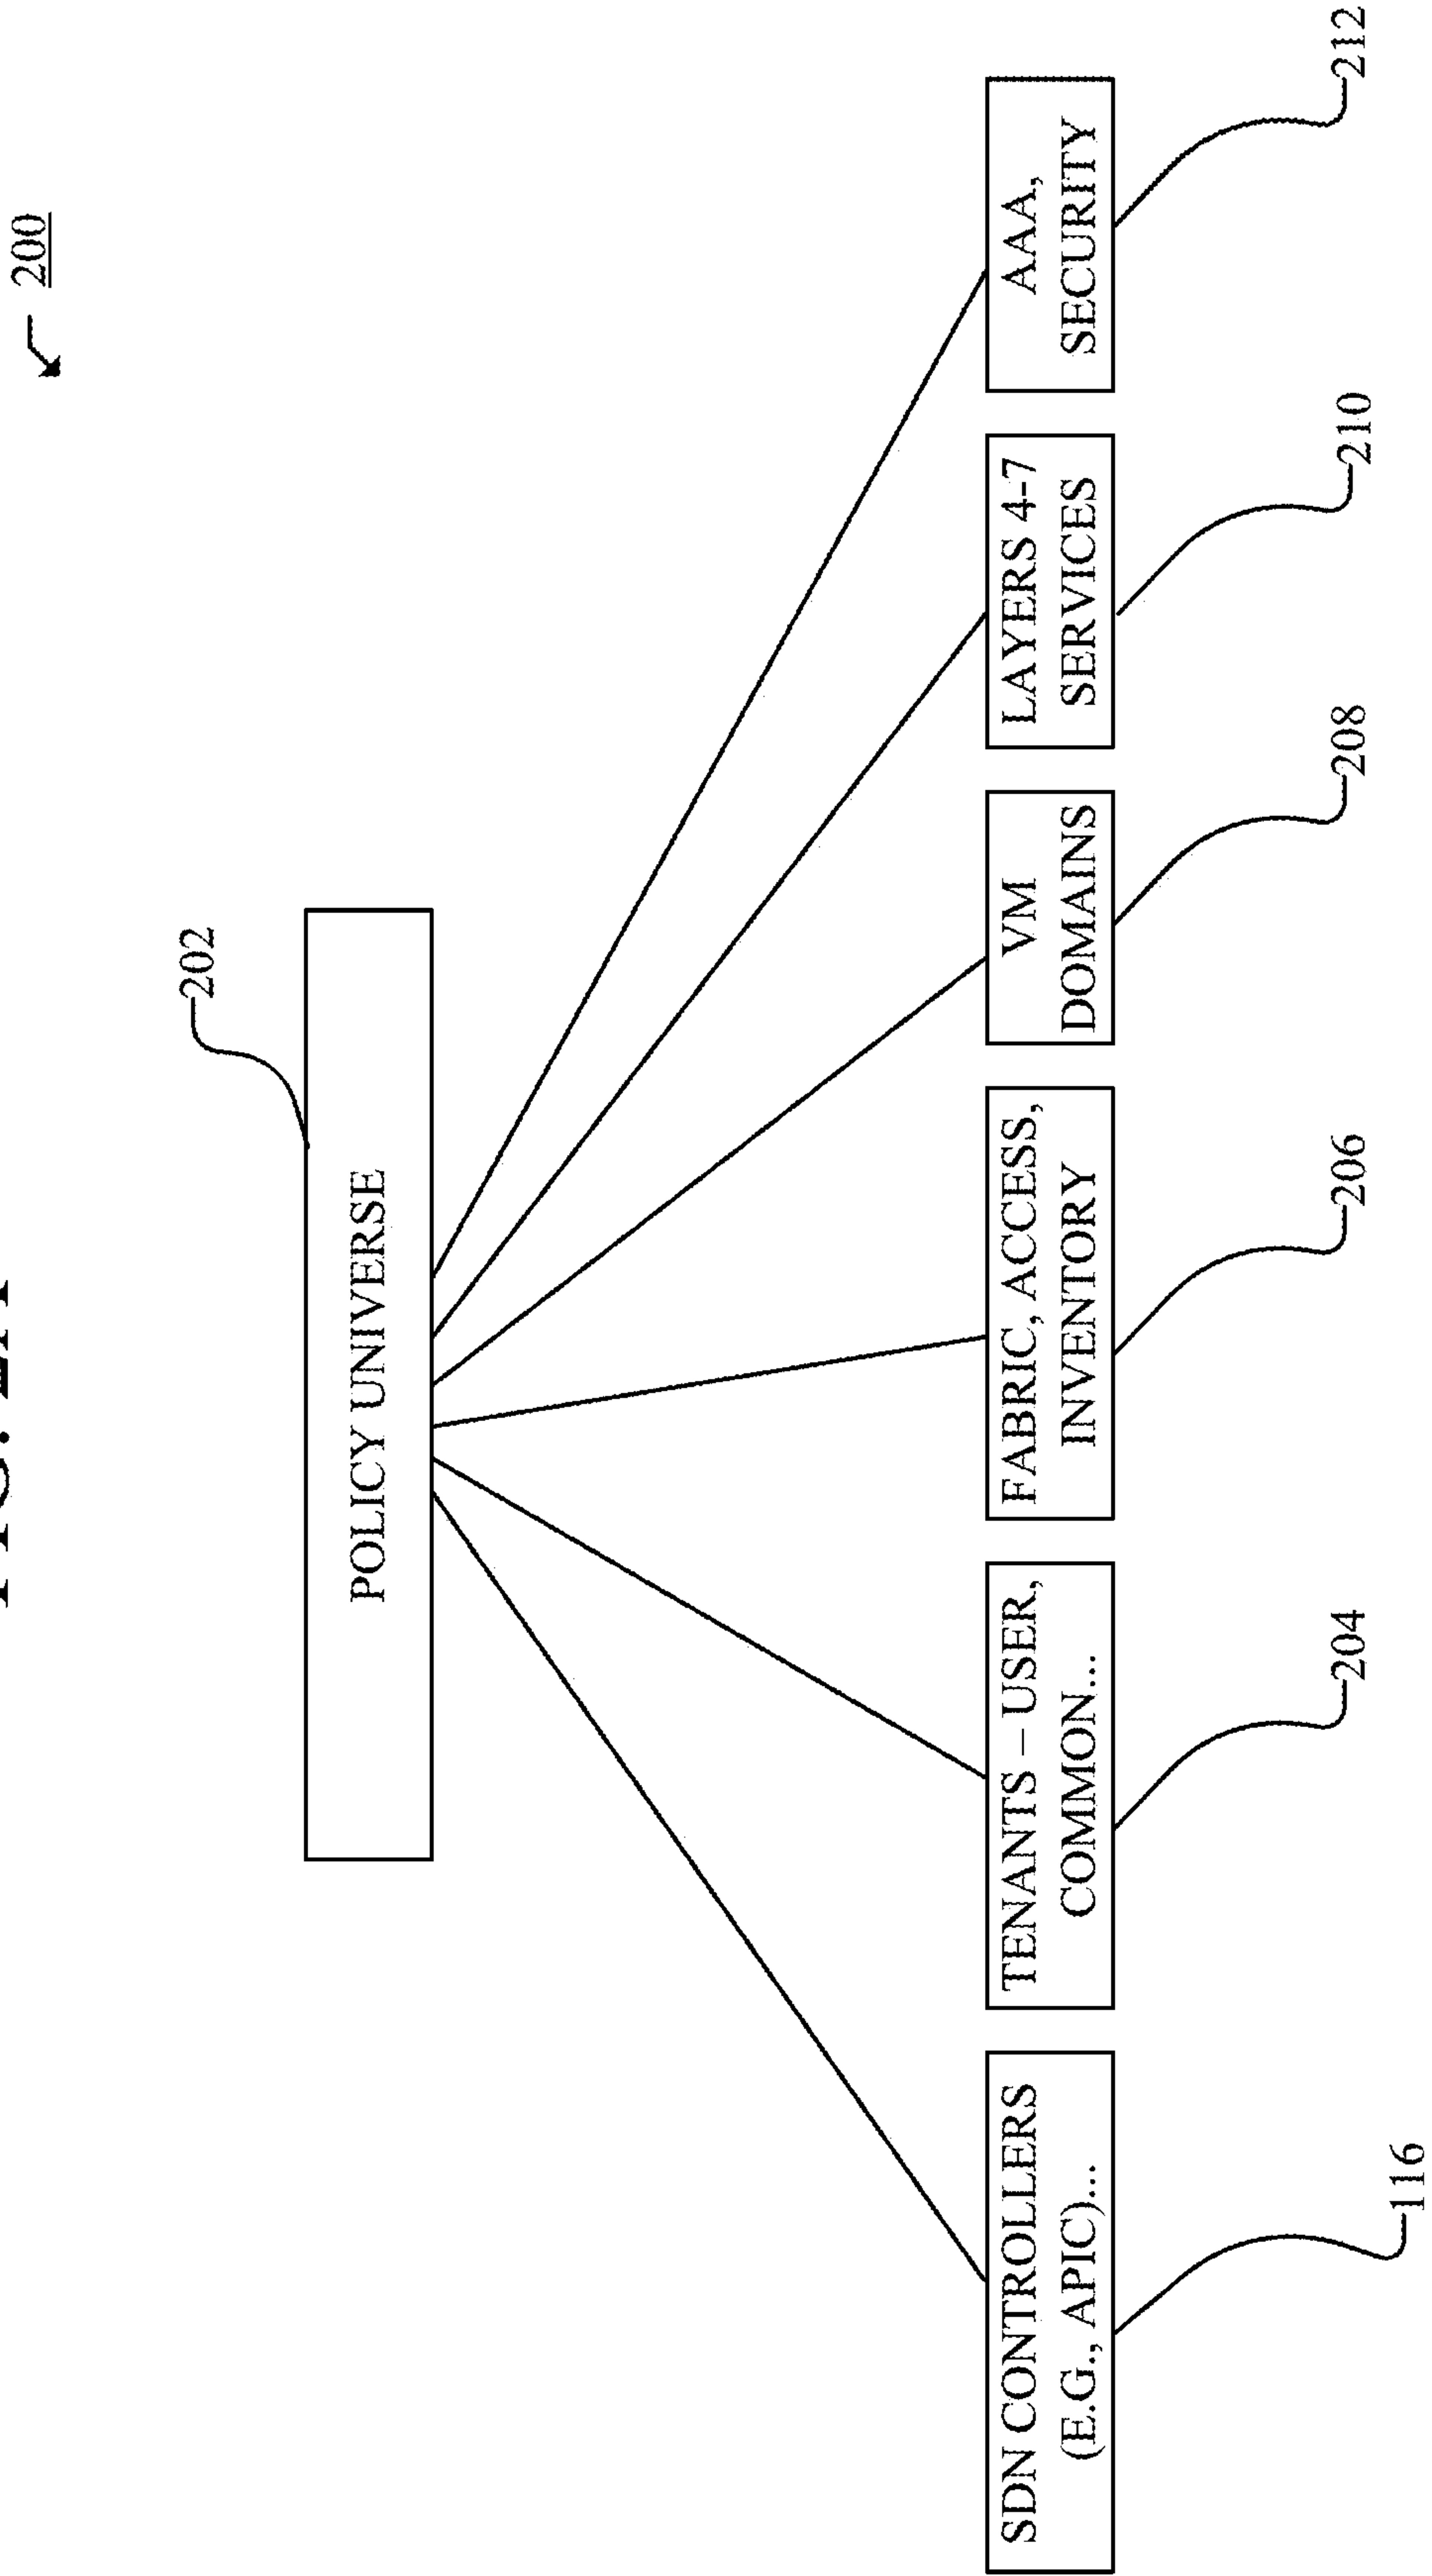 200
202
POLICY UNIVERSE
SDN CONTROLLERS
(E.G., APIC)...
TENANTS – USER,
COMMON...
FABRIC, ACCESS,
INVENTORY
VM
DOMAINS
LAYERS 4-7
SERVICES
AAA,
SECURITY
116
204
206
208
210
212